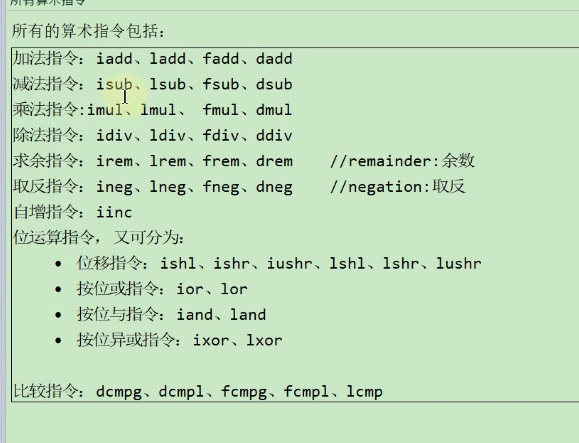 所有算术指令
所有的算术指令包括：
加法指令：iadd、ladd、fadd、dadd
减法指令：isub、lsub、fsub、dsub
乘法指令:imul、lmul、 fmul、dmul
除法指令：idiv、ldiv、fdiv、ddiv
求余指令：irem、lrem、frem、drem //remainder:余数
取反指令：ineg、lneg、fneg、dneg //negation:取反
自增指令：iinc
位运算指令，又可分为：
• 位移指令：ishl、ishr、iushr、lshl、lshr、lushr
• 按位或指令：ior、lor
• 按位与指令：iand、land
• 按位异或指令：ixor、lxor
比较指令：dcmpg、dcmpl、fcmpg、fcmpl、lcmp